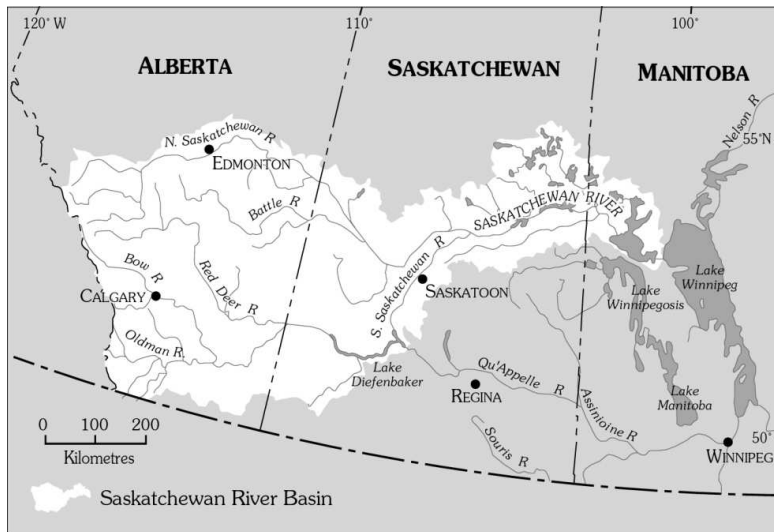 120° W
110°
100°
ALBERTA
SASKATCHEWAN
MANITOBA
N. Saskatchewan R
EDMONTON
Nelson R
55°N
Battle R
SASKATCHEWAN RIVER
Bow R
Red Deer R
S. Saskatchewan R
CALGARY
SASKATOON
Lake
Winnipegosis
Lake
Winnipeg
Oldman R.
Lake
Diefenbaker
Qu'Appelle R
REGINA
Assinioine R
Lake
Manitoba
Souris R
50°
WINNIPEG
0 100 200
Kilometres
Saskatchewan River Basin